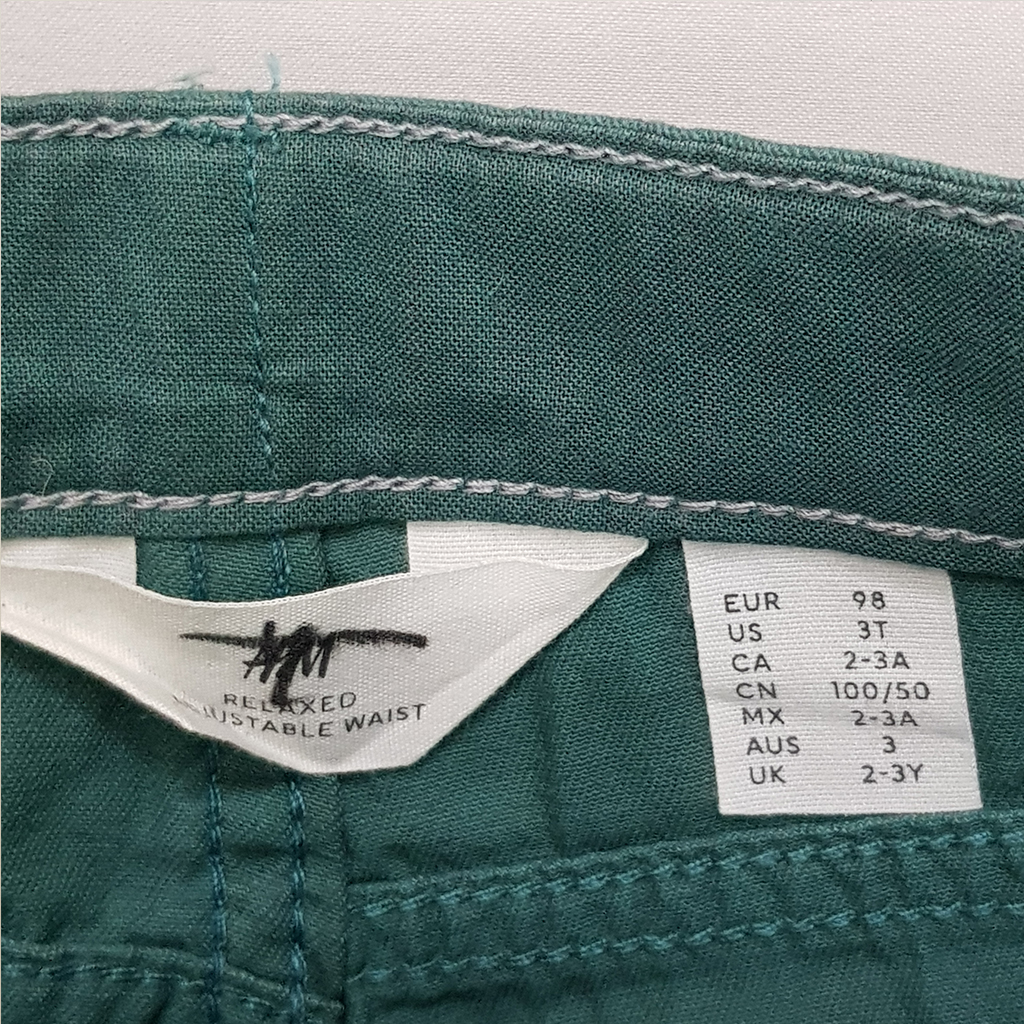 RELAXED
ADJUSTABLE WAIST
EUR 98
US 3T
CA 2-3A
CN 100/50
MX 2-3A
AUS 3
UK 2-3Y